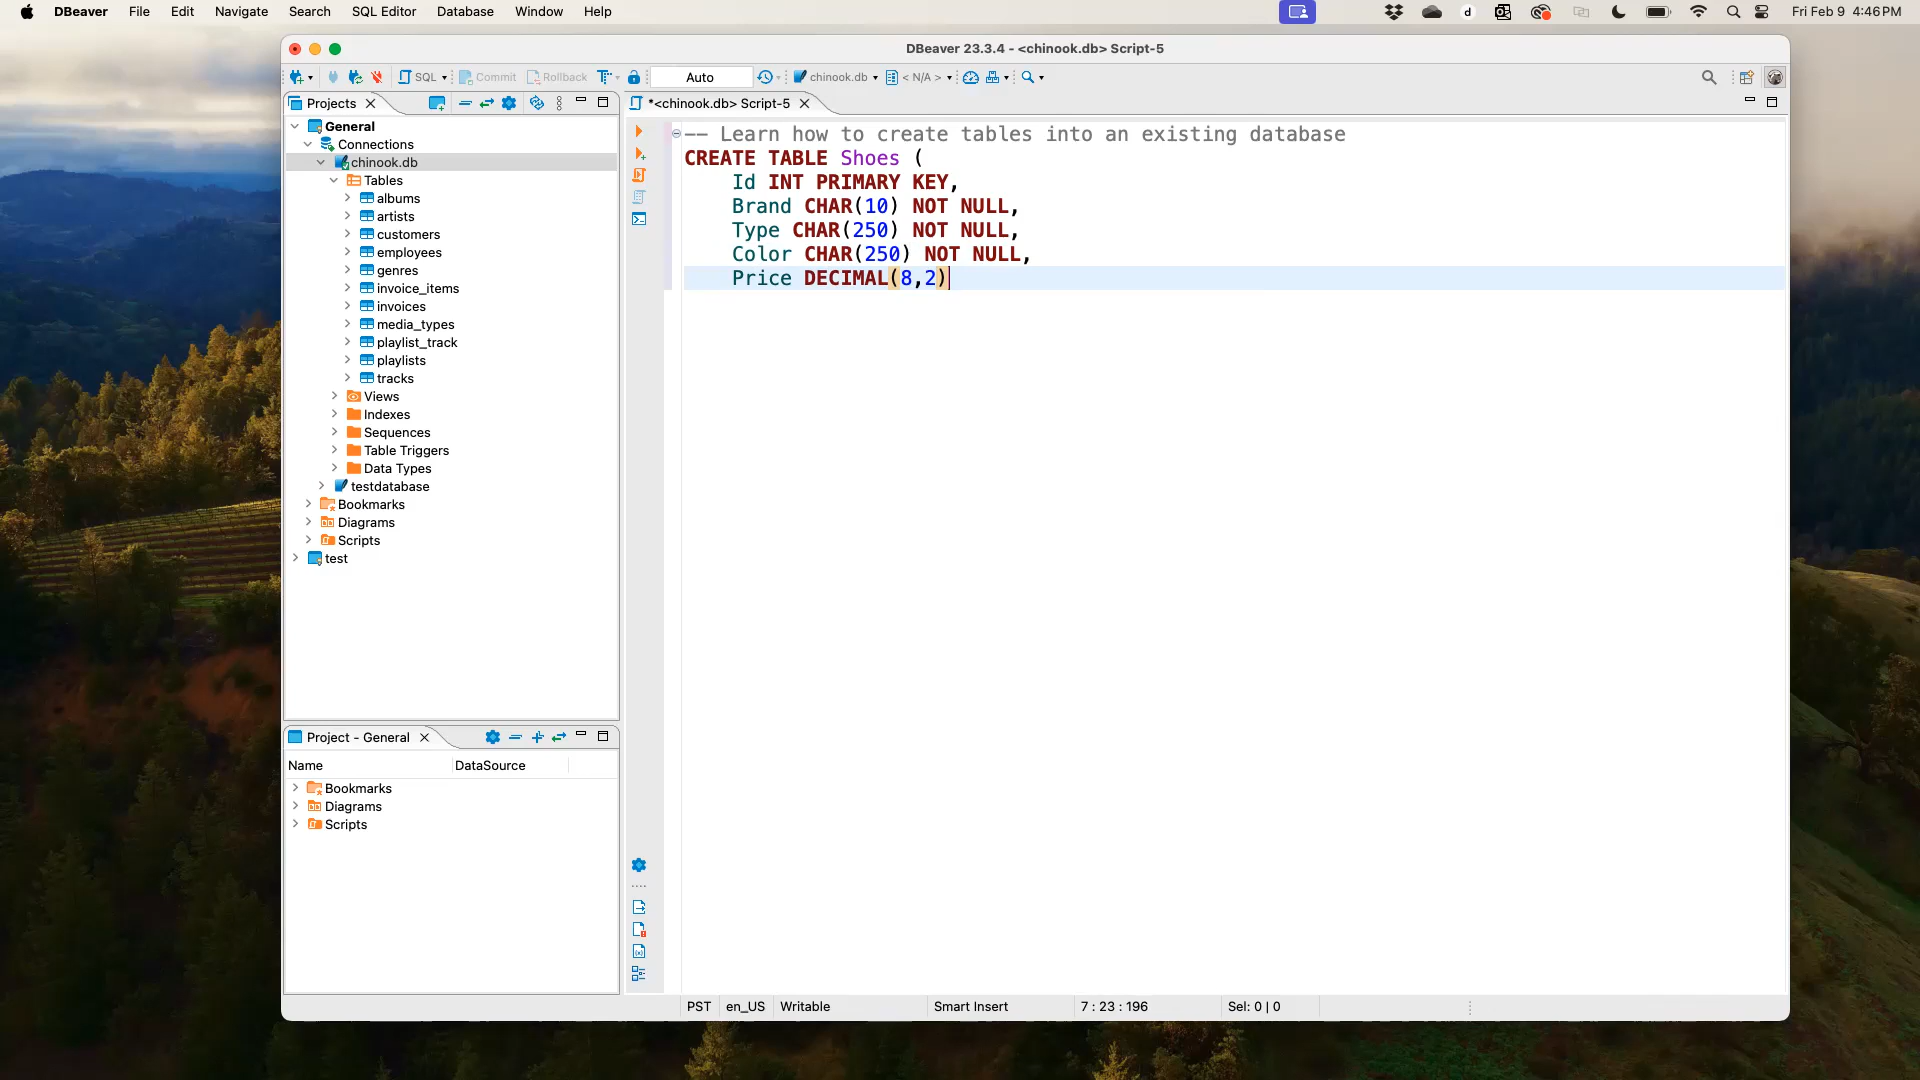 DBeaver File Edit Navigate Search SQL Editor Database Window Help
d
Fri Feb 9 4:46 PM
DBeaver 23.3.4 - <chinook.db> Script-5
SQL Commit Rollback Auto chinook.db < N/A >
Projects
*<chinook.db> Script-5
General
Connections
chinook.db
Tables
albums
artists
customers
employees
genres
invoice_items
invoices
media_types
playlist_track
playlists
tracks
Views
Indexes
Sequences
Table Triggers
Data Types
testdatabase
Bookmarks
Diagrams
Scripts
test
-- Learn how to create tables into an existing database
CREATE TABLE Shoes (
Id INT PRIMARY KEY,
Brand CHAR(10) NOT NULL,
Type CHAR(250) NOT NULL,
Color CHAR(250) NOT NULL,
Price DECIMAL(8,2)
Project - General
Name DataSource
Bookmarks
Diagrams
Scripts
PST en_US Writable Smart Insert 7 : 23 : 196 Sel: 0 | 0